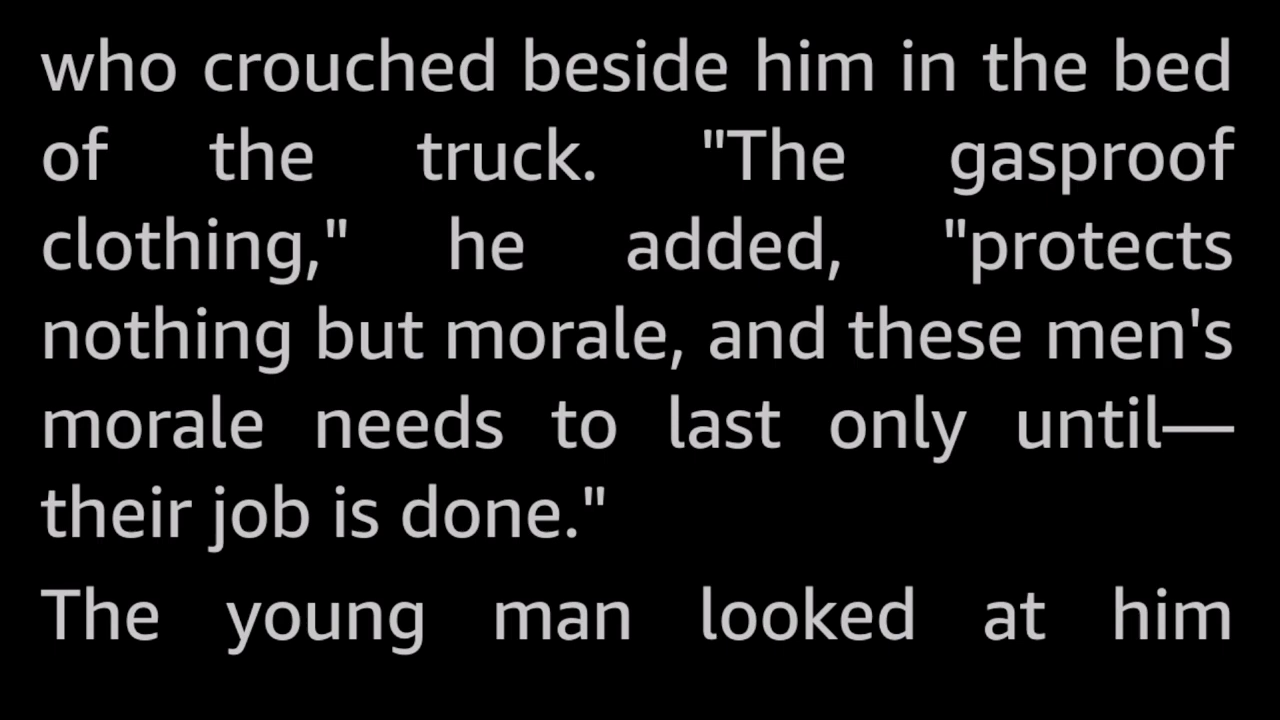 who crouched beside him in the bed
of the truck. "The gasproof
clothing," he added, "protects
nothing but morale, and these men's
morale needs to last only until—
their job is done."
The young man looked at him